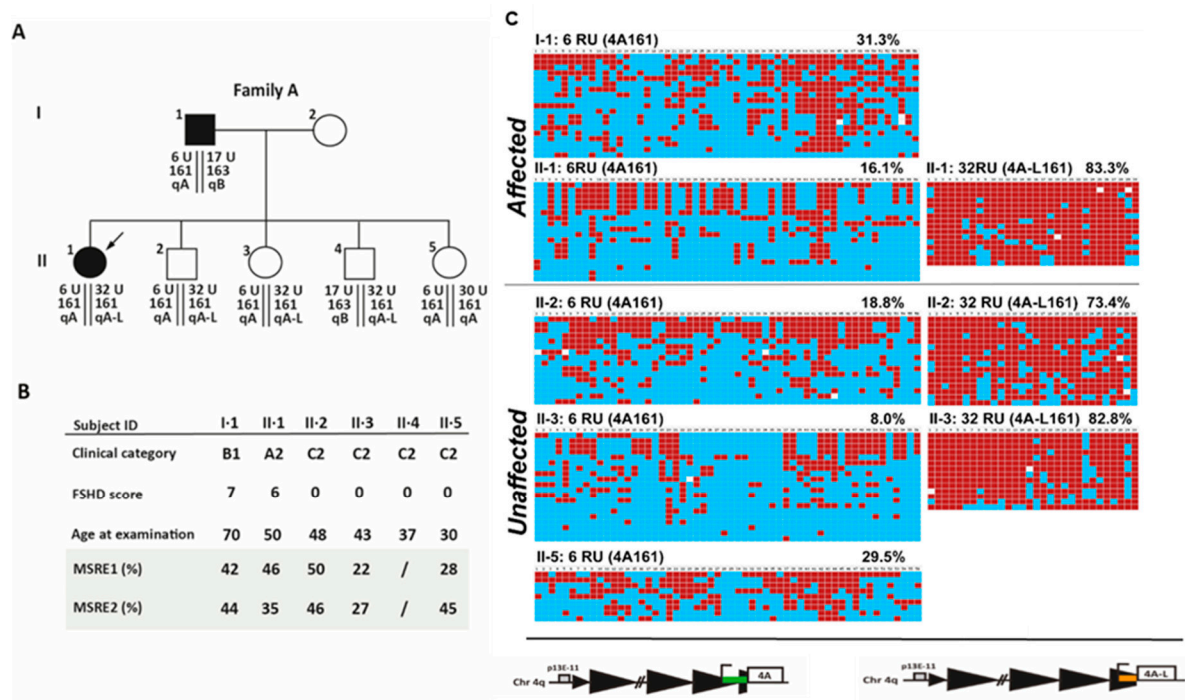 A
Family A
I
1
2
6 U 17 U
161 163
qA qB
II
1
2
3
4
5
6 U 32 U
161 161
qA qA-L
6 U 32 U
161 161
qA qA-L
6 U 32 U
161 161
qA qA-L
17 U 32 U
163 161
qB qA-L
6 U 30 U
161 161
qA qA
B
Subject ID I·1 II·1 II·2 II·3 II·4 II·5
Clinical category B1 A2 C2 C2 C2 C2
FSHD score 7 6 0 0 0 0
Age at examination 70 50 48 43 37 30
MSRE1 (%) 42 46 50 22 / 28
MSRE2 (%) 44 35 46 27 / 45
C
Affected
I-1: 6 RU (4A161) 31.3%
II-1: 6RU (4A161) 16.1%
II-1: 32RU (4A-L161) 83.3%
Unaffected
II-2: 6 RU (4A161) 18.8%
II-2: 32 RU (4A-L161) 73.4%
II-3: 6 RU (4A161) 8.0%
II-3: 32 RU (4A-L161) 82.8%
II-5: 6 RU (4A161) 29.5%
p13E-11
Chr 4q
4A
p13E-11
Chr 4q
4A-L